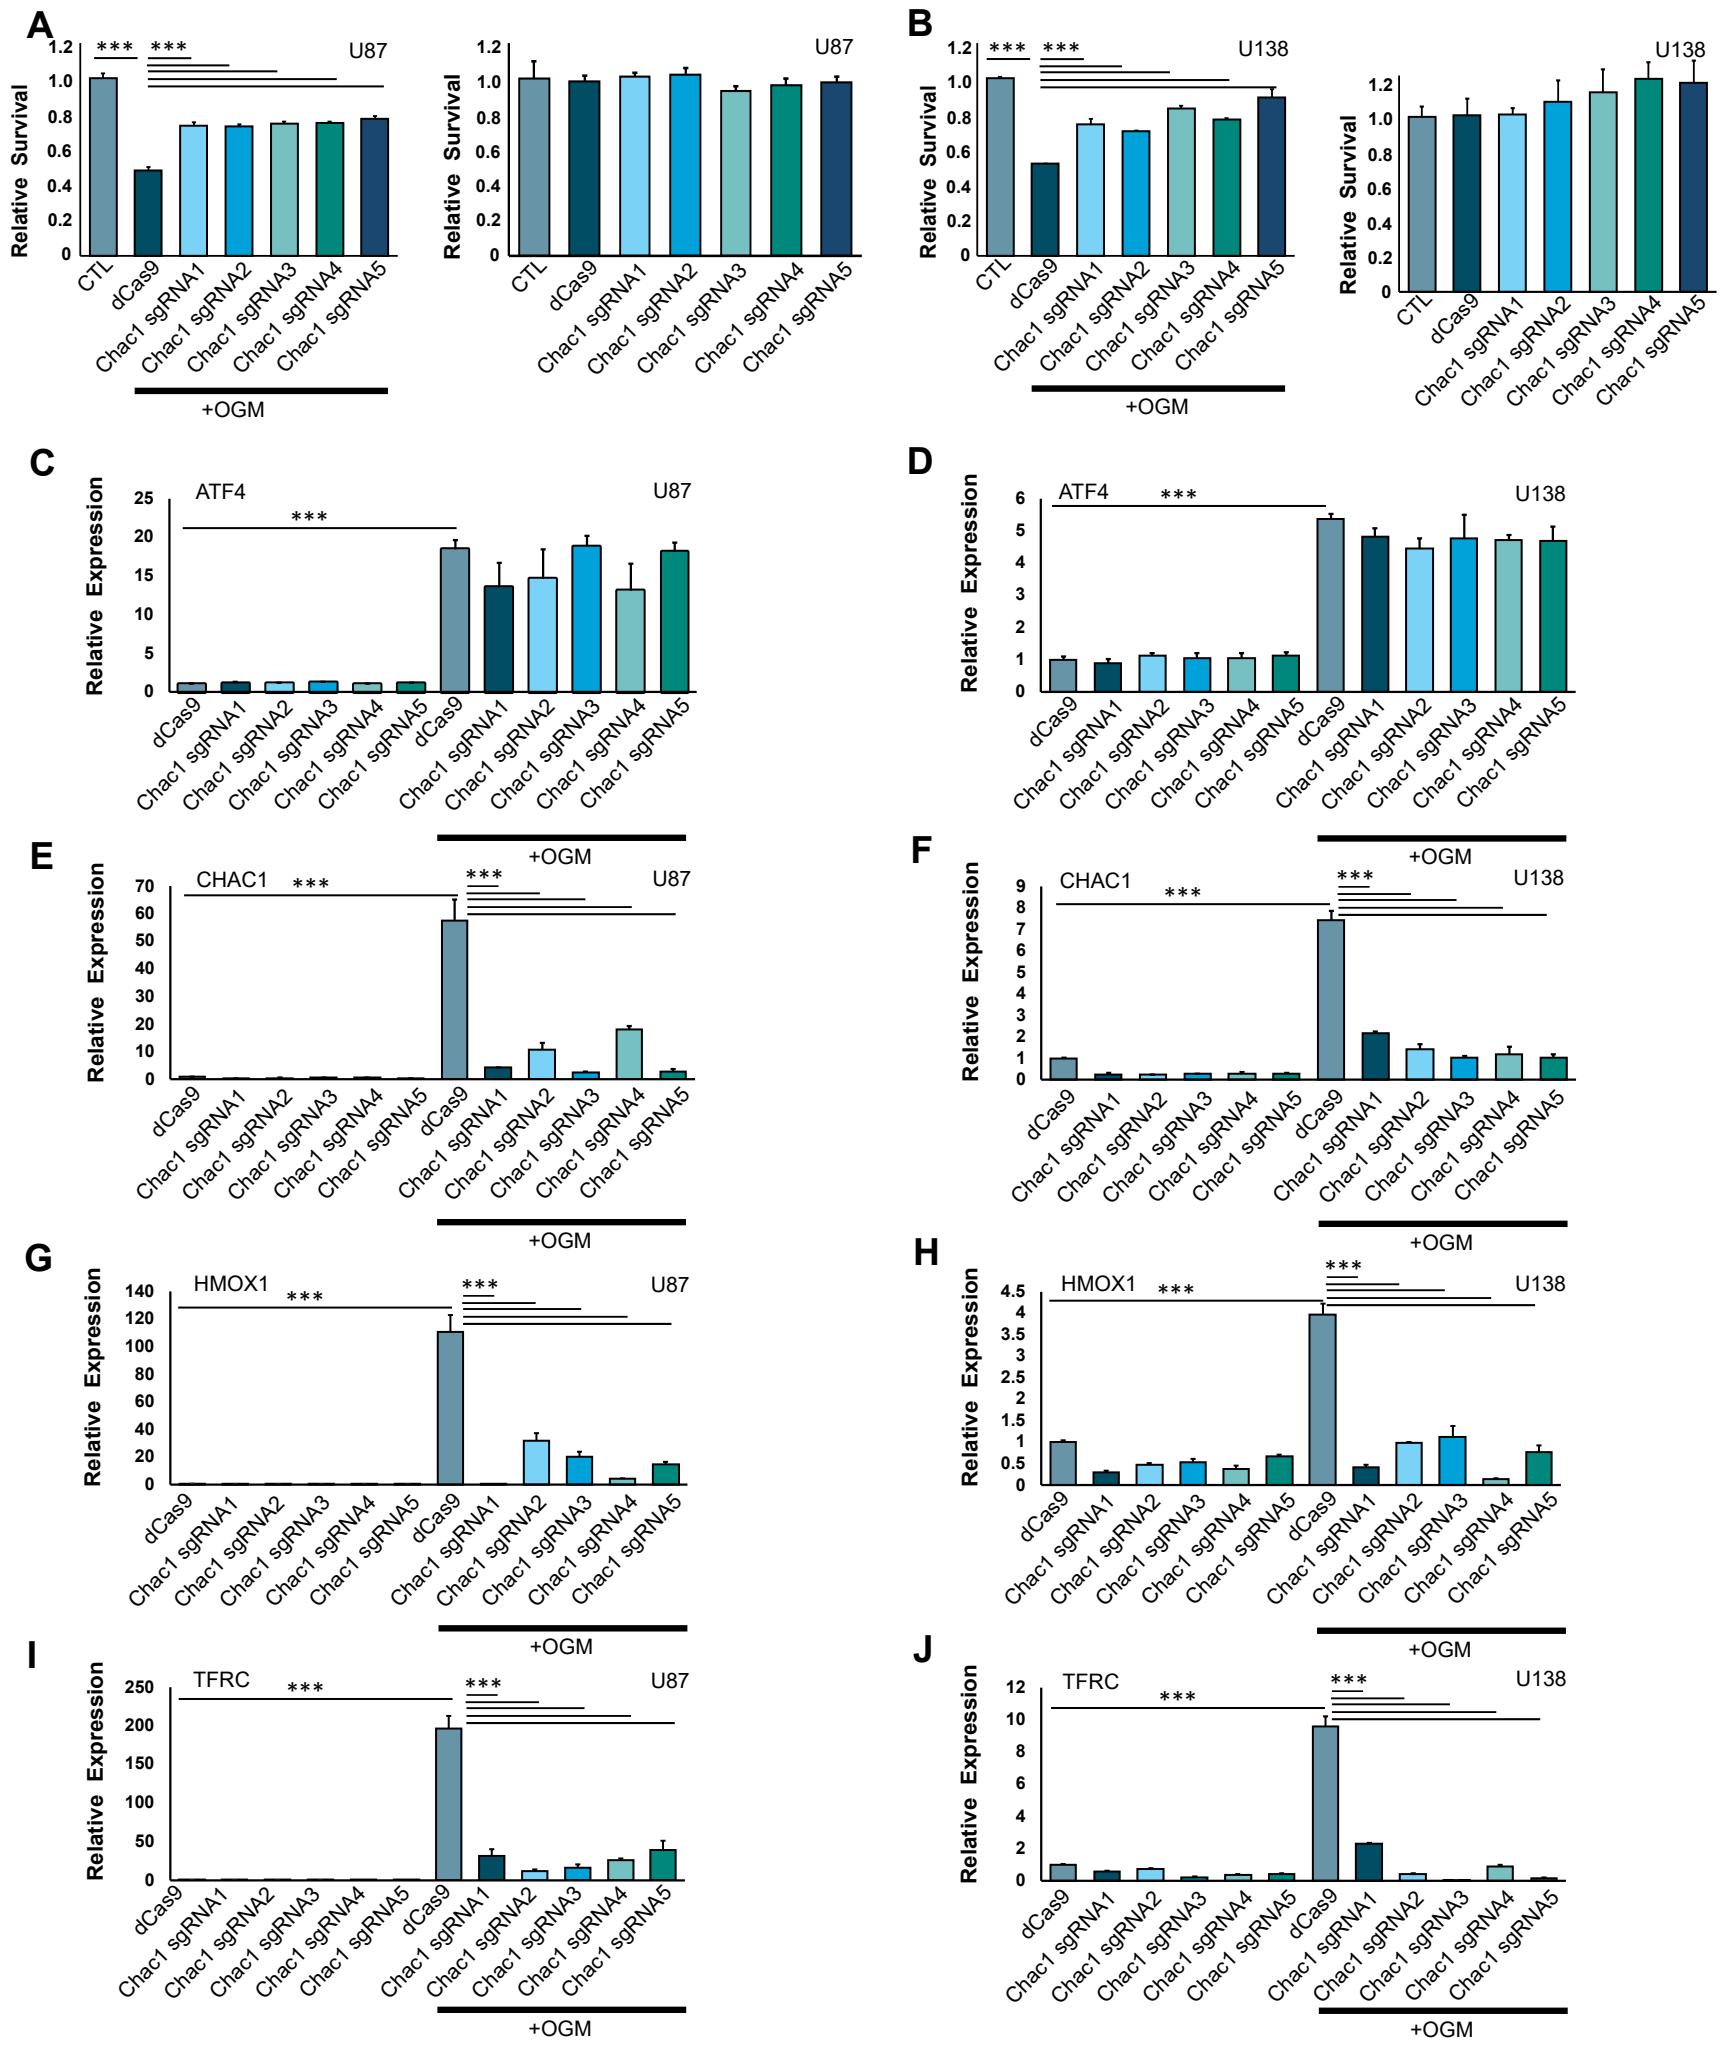 A
***
***
U87
Relative Survival
1.2
1.0
0.8
0.6
0.4
0.2
0
CTL
dCas9
Chac1 sgRNA1
Chac1 sgRNA2
Chac1 sgRNA3
Chac1 sgRNA4
Chac1 sgRNA5
+OGM
U87
Relative Survival
1.2
1.0
0.8
0.6
0.4
0.2
0
CTL
dCas9
Chac1 sgRNA1
Chac1 sgRNA2
Chac1 sgRNA3
Chac1 sgRNA4
Chac1 sgRNA5
B
***
***
U138
Relative Survival
1.2
1.0
0.8
0.6
0.4
0.2
0
CTL
dCas9
Chac1 sgRNA1
Chac1 sgRNA2
Chac1 sgRNA3
Chac1 sgRNA4
Chac1 sgRNA5
+OGM
U138
Relative Survival
1.2
1.0
0.8
0.6
0.4
0.2
0
CTL
dCas9
Chac1 sgRNA1
Chac1 sgRNA2
Chac1 sgRNA3
Chac1 sgRNA4
Chac1 sgRNA5
C
ATF4
***
U87
Relative Expression
25
20
15
10
5
0
dCas9
Chac1 sgRNA1
Chac1 sgRNA2
Chac1 sgRNA3
Chac1 sgRNA4
Chac1 sgRNA5
dCas9
Chac1 sgRNA1
Chac1 sgRNA2
Chac1 sgRNA3
Chac1 sgRNA4
Chac1 sgRNA5
+OGM
D
ATF4
***
U138
Relative Expression
6
5
4
3
2
1
0
dCas9
Chac1 sgRNA1
Chac1 sgRNA2
Chac1 sgRNA3
Chac1 sgRNA4
Chac1 sgRNA5
dCas9
Chac1 sgRNA1
Chac1 sgRNA2
Chac1 sgRNA3
Chac1 sgRNA4
Chac1 sgRNA5
+OGM
E
CHAC1
***
***
U87
Relative Expression
70
60
50
40
30
20
10
0
dCas9
Chac1 sgRNA1
Chac1 sgRNA2
Chac1 sgRNA3
Chac1 sgRNA4
Chac1 sgRNA5
dCas9
Chac1 sgRNA1
Chac1 sgRNA2
Chac1 sgRNA3
Chac1 sgRNA4
Chac1 sgRNA5
+OGM
F
CHAC1
***
***
U138
Relative Expression
9
8
7
6
5
4
3
2
1
0
dCas9
Chac1 sgRNA1
Chac1 sgRNA2
Chac1 sgRNA3
Chac1 sgRNA4
Chac1 sgRNA5
dCas9
Chac1 sgRNA1
Chac1 sgRNA2
Chac1 sgRNA3
Chac1 sgRNA4
Chac1 sgRNA5
+OGM
G
HMOX1
***
***
U87
Relative Expression
140
120
100
80
60
40
20
0
dCas9
Chac1 sgRNA1
Chac1 sgRNA2
Chac1 sgRNA3
Chac1 sgRNA4
Chac1 sgRNA5
dCas9
Chac1 sgRNA1
Chac1 sgRNA2
Chac1 sgRNA3
Chac1 sgRNA4
Chac1 sgRNA5
+OGM
H
HMOX1
***
***
U138
Relative Expression
4.5
4
3.5
3
2.5
2
1.5
1
0.5
0
dCas9
Chac1 sgRNA1
Chac1 sgRNA2
Chac1 sgRNA3
Chac1 sgRNA4
Chac1 sgRNA5
dCas9
Chac1 sgRNA1
Chac1 sgRNA2
Chac1 sgRNA3
Chac1 sgRNA4
Chac1 sgRNA5
+OGM
I
TFRC
***
***
U87
Relative Expression
250
200
150
100
50
0
dCas9
Chac1 sgRNA1
Chac1 sgRNA2
Chac1 sgRNA3
Chac1 sgRNA4
Chac1 sgRNA5
dCas9
Chac1 sgRNA1
Chac1 sgRNA2
Chac1 sgRNA3
Chac1 sgRNA4
Chac1 sgRNA5
+OGM
J
TFRC
***
***
U138
Relative Expression
12
10
8
6
4
2
0
dCas9
Chac1 sgRNA1
Chac1 sgRNA2
Chac1 sgRNA3
Chac1 sgRNA4
Chac1 sgRNA5
dCas9
Chac1 sgRNA1
Chac1 sgRNA2
Chac1 sgRNA3
Chac1 sgRNA4
Chac1 sgRNA5
+OGM